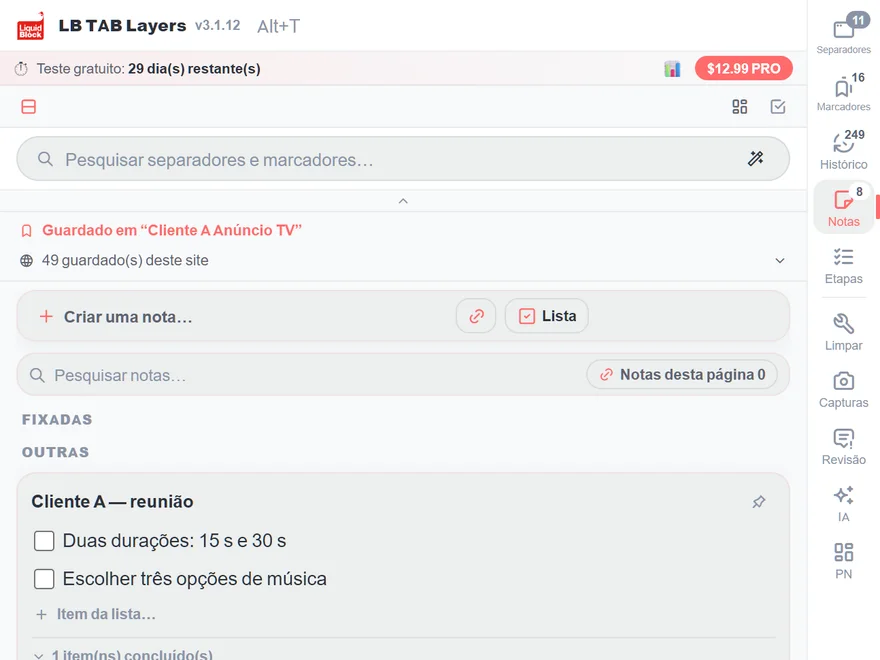 Liquid Block
LB TAB Layers v3.1.12 Alt+T
Teste gratuito: 29 dia(s) restante(s)
$12.99 PRO
Pesquisar separadores e marcadores…
Guardado em “Cliente A Anúncio TV”
49 guardado(s) deste site
Criar uma nota…
Lista
Pesquisar notas…
Notas desta página 0
FIXADAS
OUTRAS
Cliente A — reunião
Duas durações: 15 s e 30 s
Escolher três opções de música
+ Item da lista…
1 item(ns) concluído(s)
11
Separadores
16
Marcadores
249
Histórico
8
Notas
Etapas
Limpar
Capturas
Revisão
IA
PN